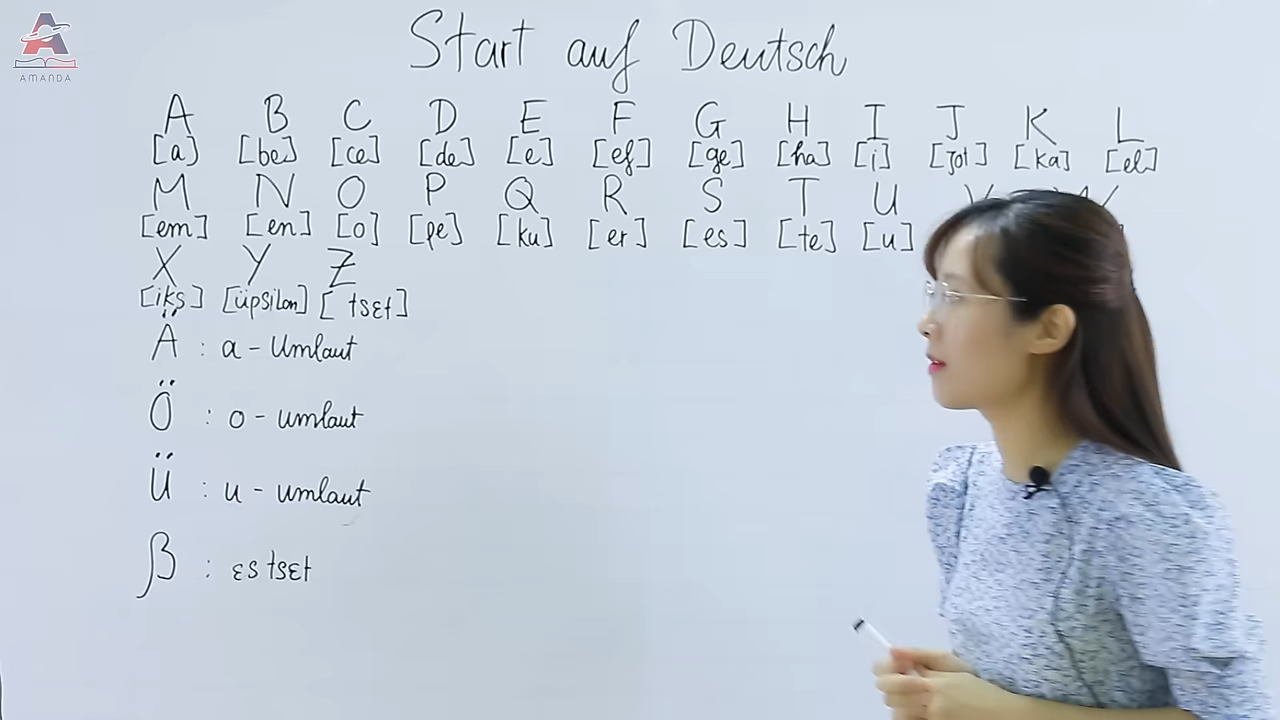 AMANDA
Start auf Deutsch
A B C D E F G H I J K L
[a] [be] [ce] [de] [e] [ef] [ge] [ha] [i] [jot] [ka] [el]
M N O P Q R S T U V W
[em] [en] [o] [pe] [ku] [er] [es] [te] [u]
X Y Z
[iks] [üpsilon] [tsɛt]
Ä : a - Umlaut
Ö : o - umlaut
Ü : u - umlaut
ß : ɛs tsɛt